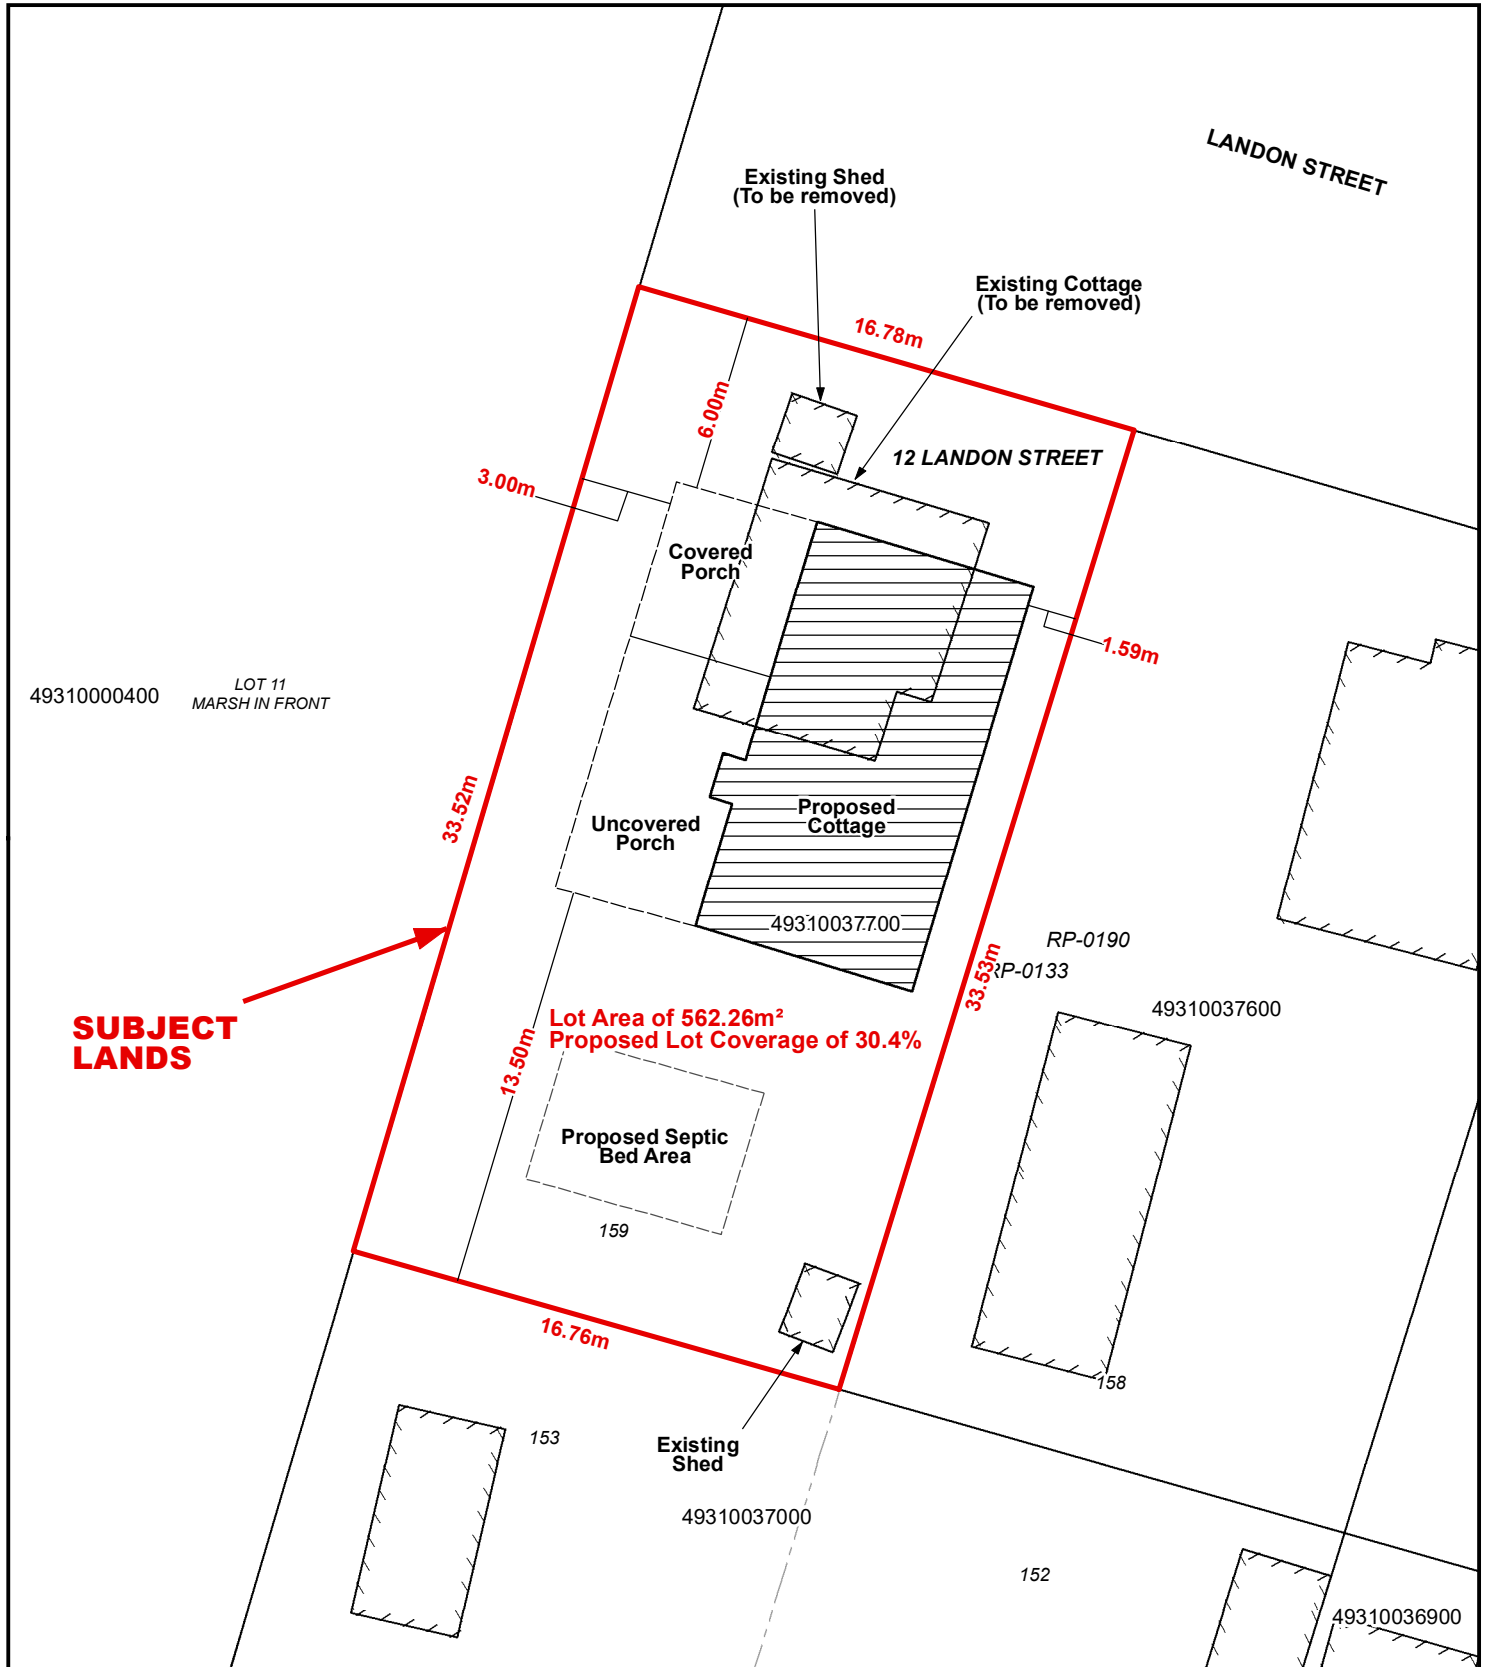 LANDON STREET
Existing Shed
(To be removed)
Existing Cottage
(To be removed)
16.78m
6.00m
12 LANDON STREET
3.00m
Covered
Porch
1.59m
49310000400
LOT 11
MARSH IN FRONT
33.52m
Uncovered
Porch
Proposed
Cottage
49310037700
RP-0190
RP-0133
33.53m
49310037600
SUBJECT
LANDS
Lot Area of 562.26m²
Proposed Lot Coverage of 30.4%
13.50m
Proposed Septic
Bed Area
159
16.76m
158
153
Existing
Shed
49310037000
152
49310036900